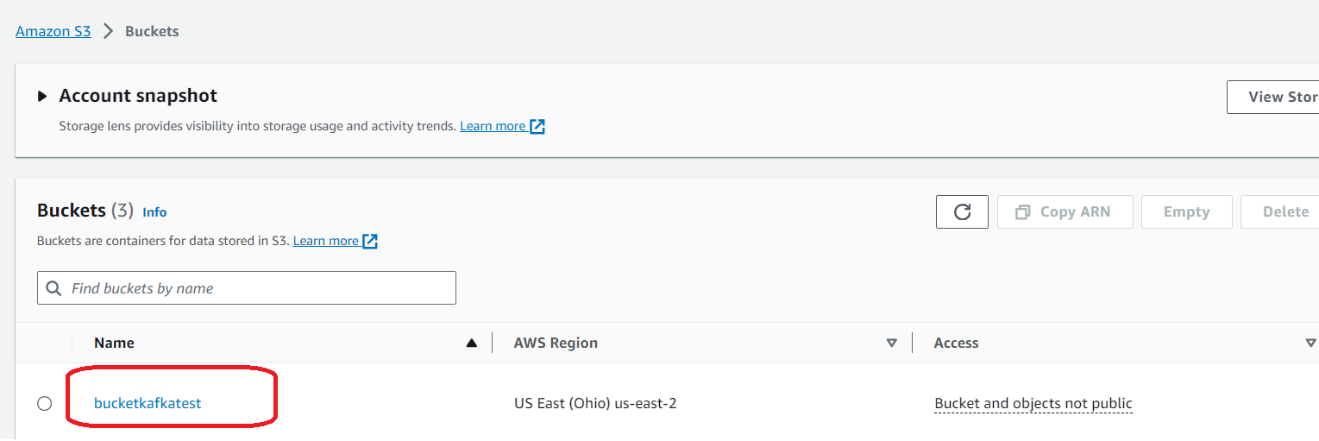 Amazon S3 > Buckets
Account snapshot
View Stor
Storage lens provides visibility into storage usage and activity trends. Learn more
Buckets (3) Info
Copy ARN Empty Delete
Buckets are containers for data stored in S3. Learn more
Find buckets by name
Name AWS Region Access
bucketkafkatest US East (Ohio) us-east-2 Bucket and objects not public